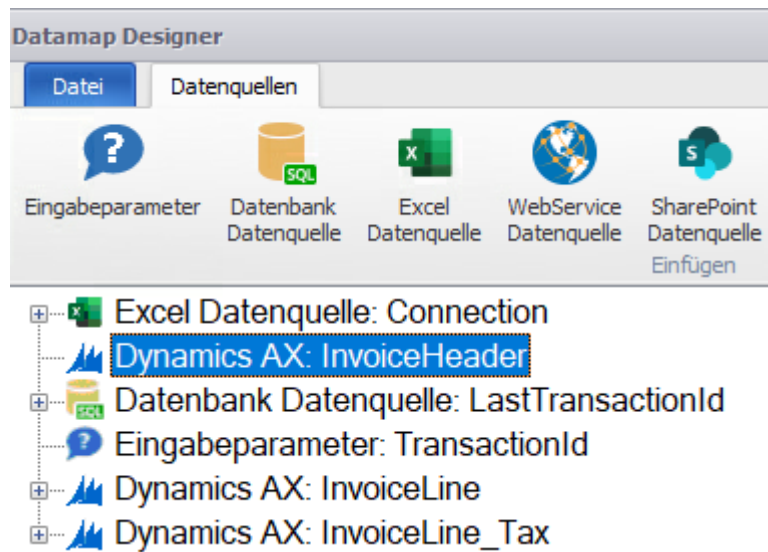 Datamap Designer
Datei Datenquellen
?
SQL
X
S
Eingabeparameter
Datenbank Datenquelle
Excel Datenquelle
WebService Datenquelle
SharePoint Datenquelle
Einfügen
Excel Datenquelle: Connection
Dynamics AX: InvoiceHeader
Datenbank Datenquelle: LastTransactionId
Eingabeparameter: TransactionId
Dynamics AX: InvoiceLine
Dynamics AX: InvoiceLine_Tax